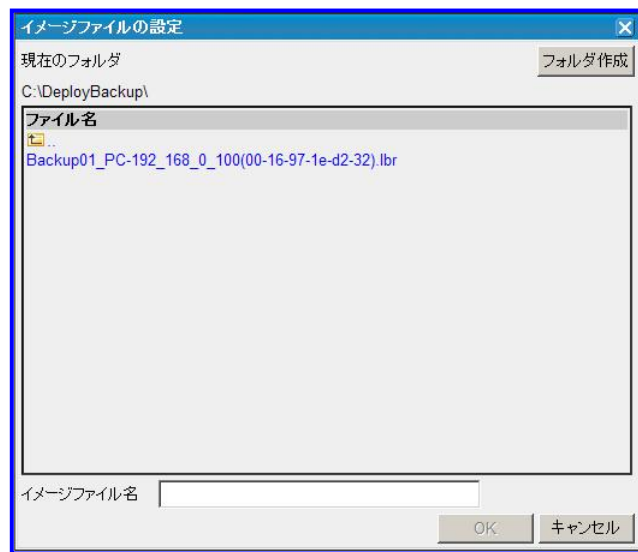 イメージファイルの設定
現在のフォルダ
フォルダ作成
C:\DeployBackup\
ファイル名
..
Backup01_PC-192_168_0_100(00-16-97-1e-d2-32).lbr
イメージファイル名
OK
キャンセル